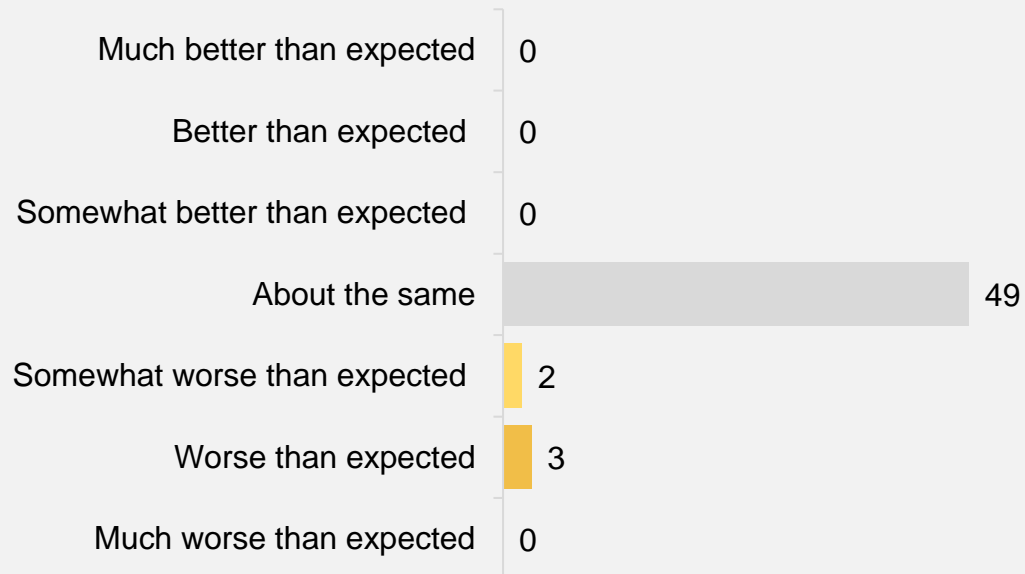 Much better than expected 0
Better than expected 0
Somewhat better than expected 0
About the same 49
Somewhat worse than expected 2
Worse than expected 3
Much worse than expected 0